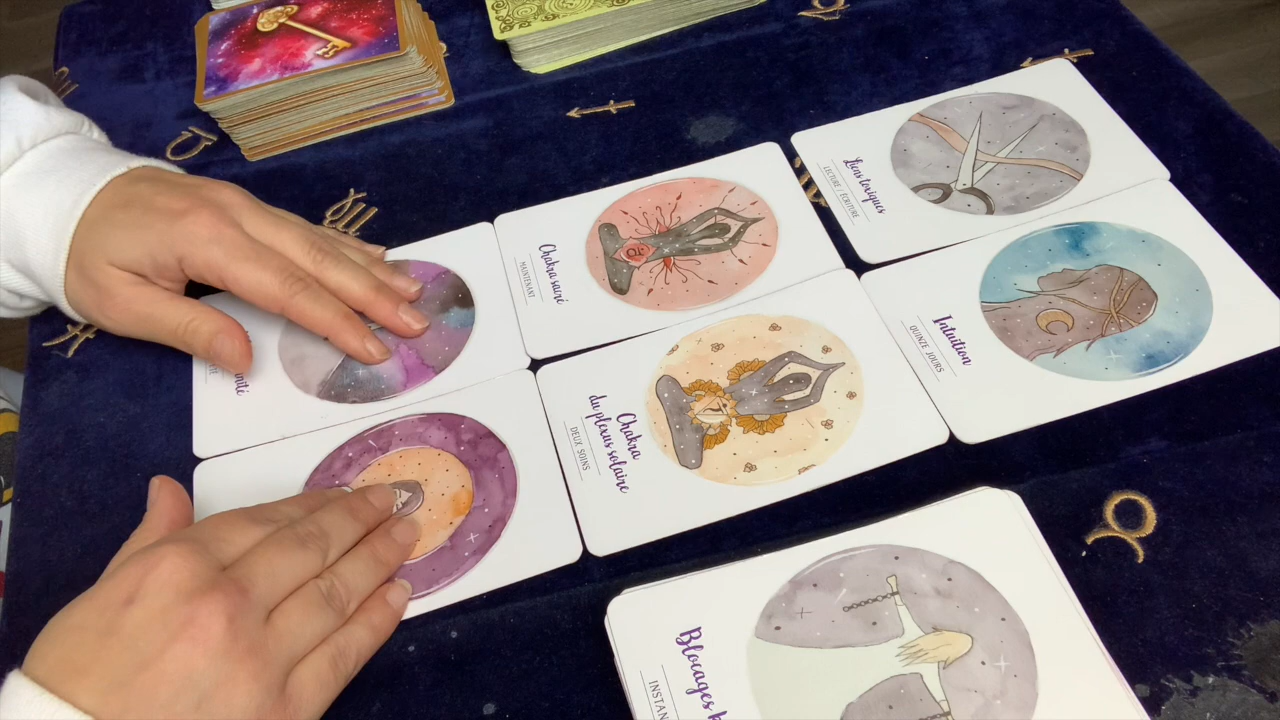 Liens toxiques
LECTURE / ÉCRITURE
Chakra sacré
MAINTENANT
Intuition
QUINZE JOURS
Chakra
du plexus solaire
DEUX SOINS
Blocages